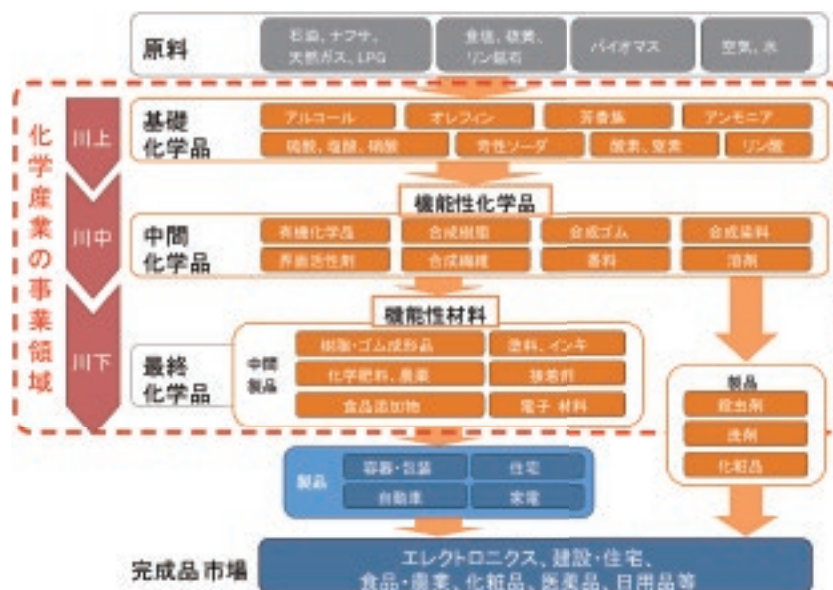 原料
石油、ナフサ、
天然ガス、LPG
食塩、硫黄、
リン鉱石
バイオマス
空気、水
化学産業の事業領域
川上
基礎
化学品
アルコール
オレフィン
芳香族
アンモニア
硫酸、塩酸、硝酸
苛性ソーダ
酸素、窒素
リン酸
機能性化学品
川中
中間
化学品
有機化学品
合成樹脂
合成ゴム
合成染料
界面活性剤
合成繊維
香料
溶剤
機能性材料
川下
最終
化学品
中間
製品
樹脂・ゴム成形品
塗料、インキ
化学肥料、農薬
接着剤
食品添加物
電子 材料
製品
殺虫剤
洗剤
化粧品
製品
容器・包装
住宅
自動車
家電
完成品市場
エレクトロニクス、建設・住宅、
食品・農業、化粧品、医薬品、日用品等